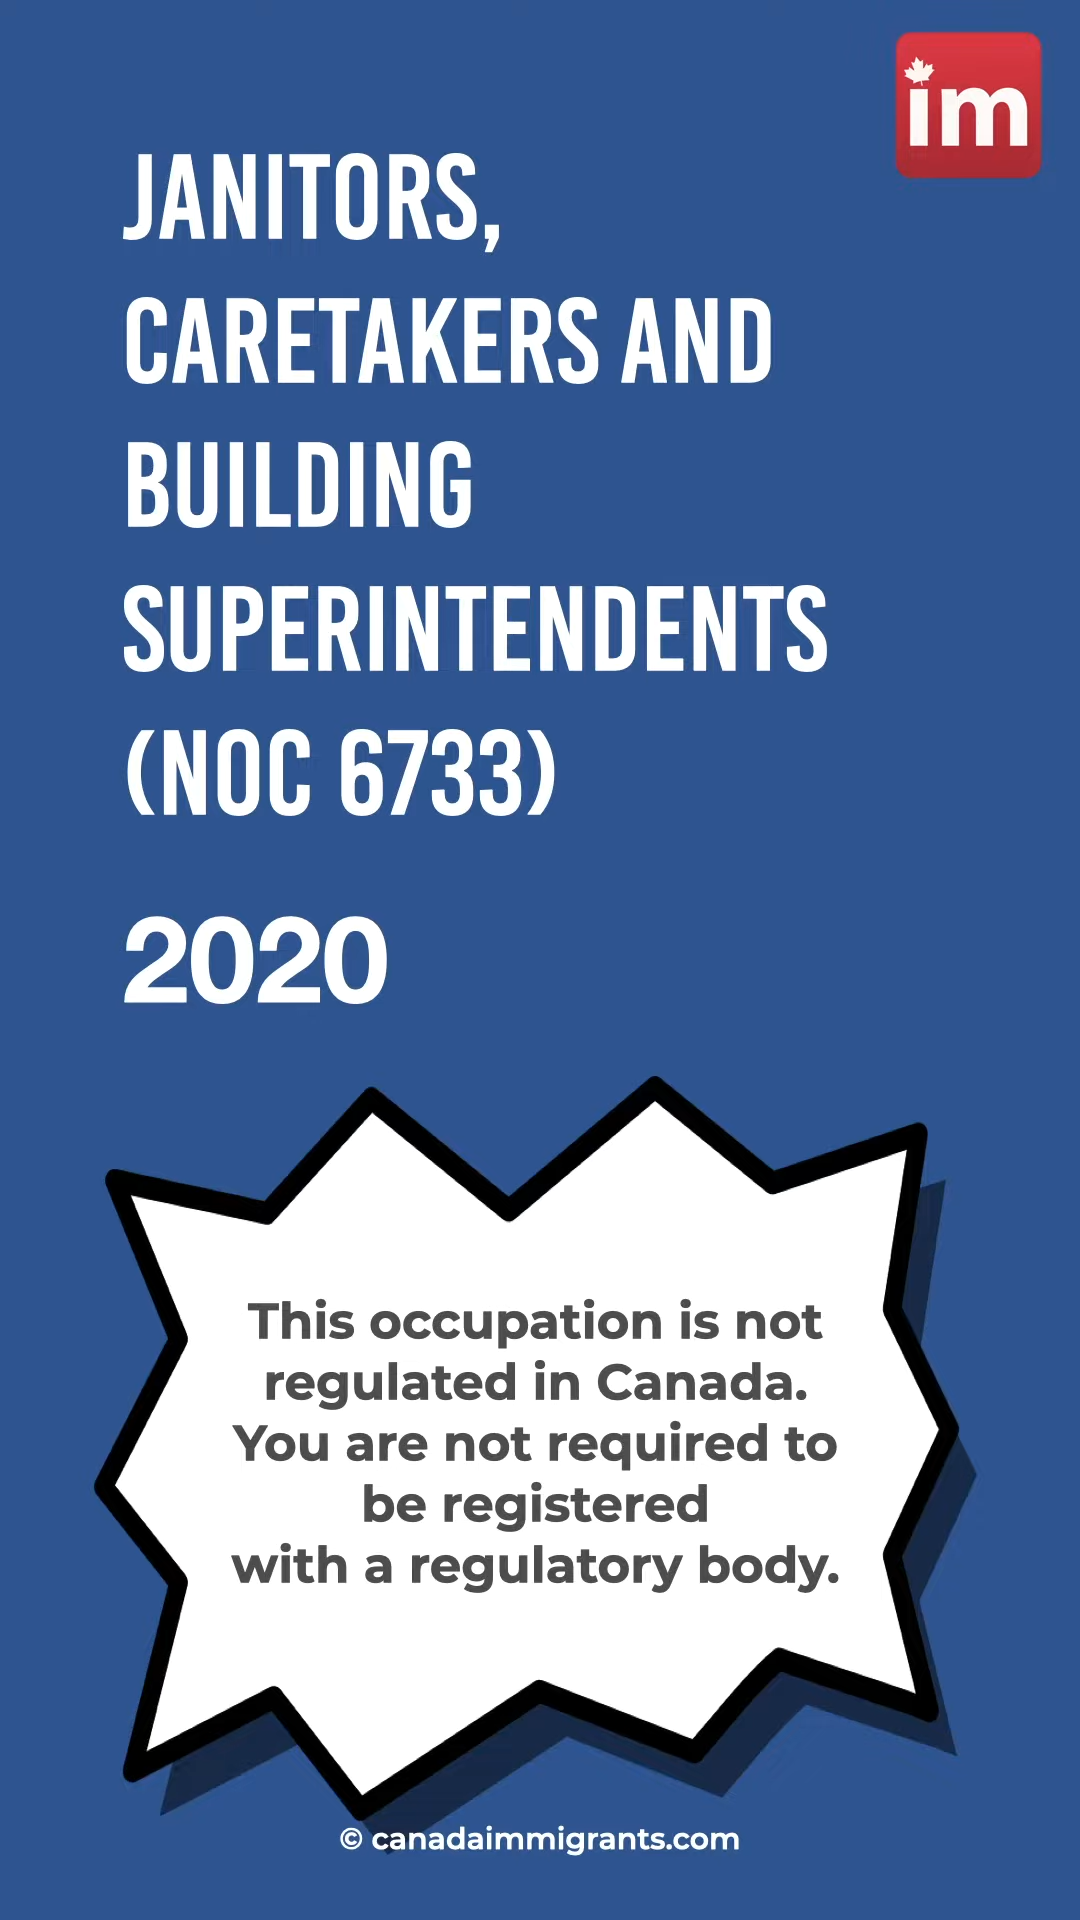 im
JANITORS,
CARETAKERS AND
BUILDING
SUPERINTENDENTS
(NOC 6733)
2020
This occupation is not
regulated in Canada.
You are not required to
be registered
with a regulatory body.
© canadaimmigrants.com